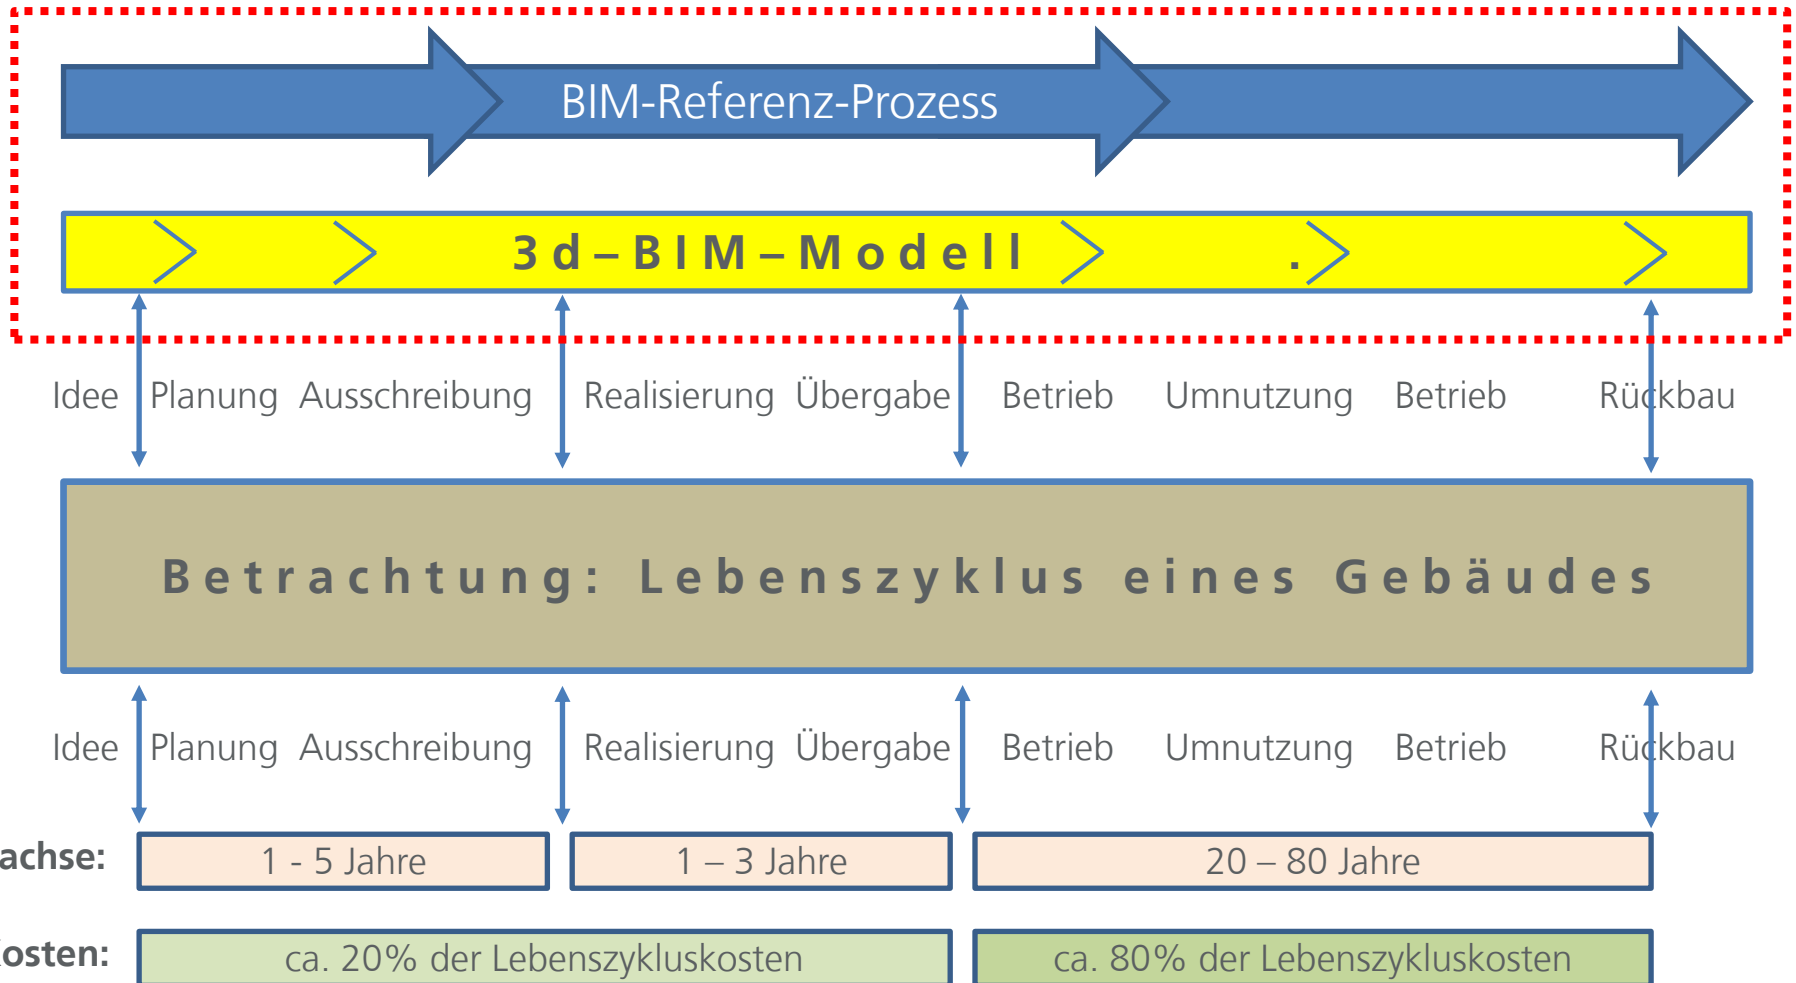 BIM-Referenz-Prozess
3d–BIM–Modell .
Idee Planung Ausschreibung Realisierung Übergabe Betrieb Umnutzung Betrieb Rückbau
Betrachtung: Lebenszyklus eines Gebäudes
Idee Planung Ausschreibung Realisierung Übergabe Betrieb Umnutzung Betrieb Rückbau
achse: 1 - 5 Jahre 1 – 3 Jahre 20 – 80 Jahre
osten: ca. 20% der Lebenszykluskosten ca. 80% der Lebenszykluskosten